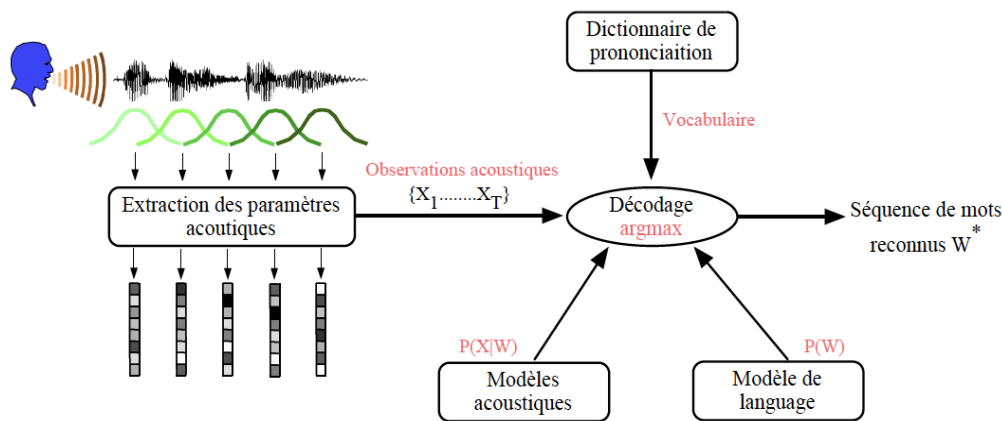 Dictionnaire de
prononciaition
Vocabulaire
Observations acoustiques
{X1........XT}
Extraction des paramètres
acoutiques
Décodage
argmax
Séquence de mots
reconnus W*
P(X|W)
P(W)
Modèles
acoustiques
Modèle de
language